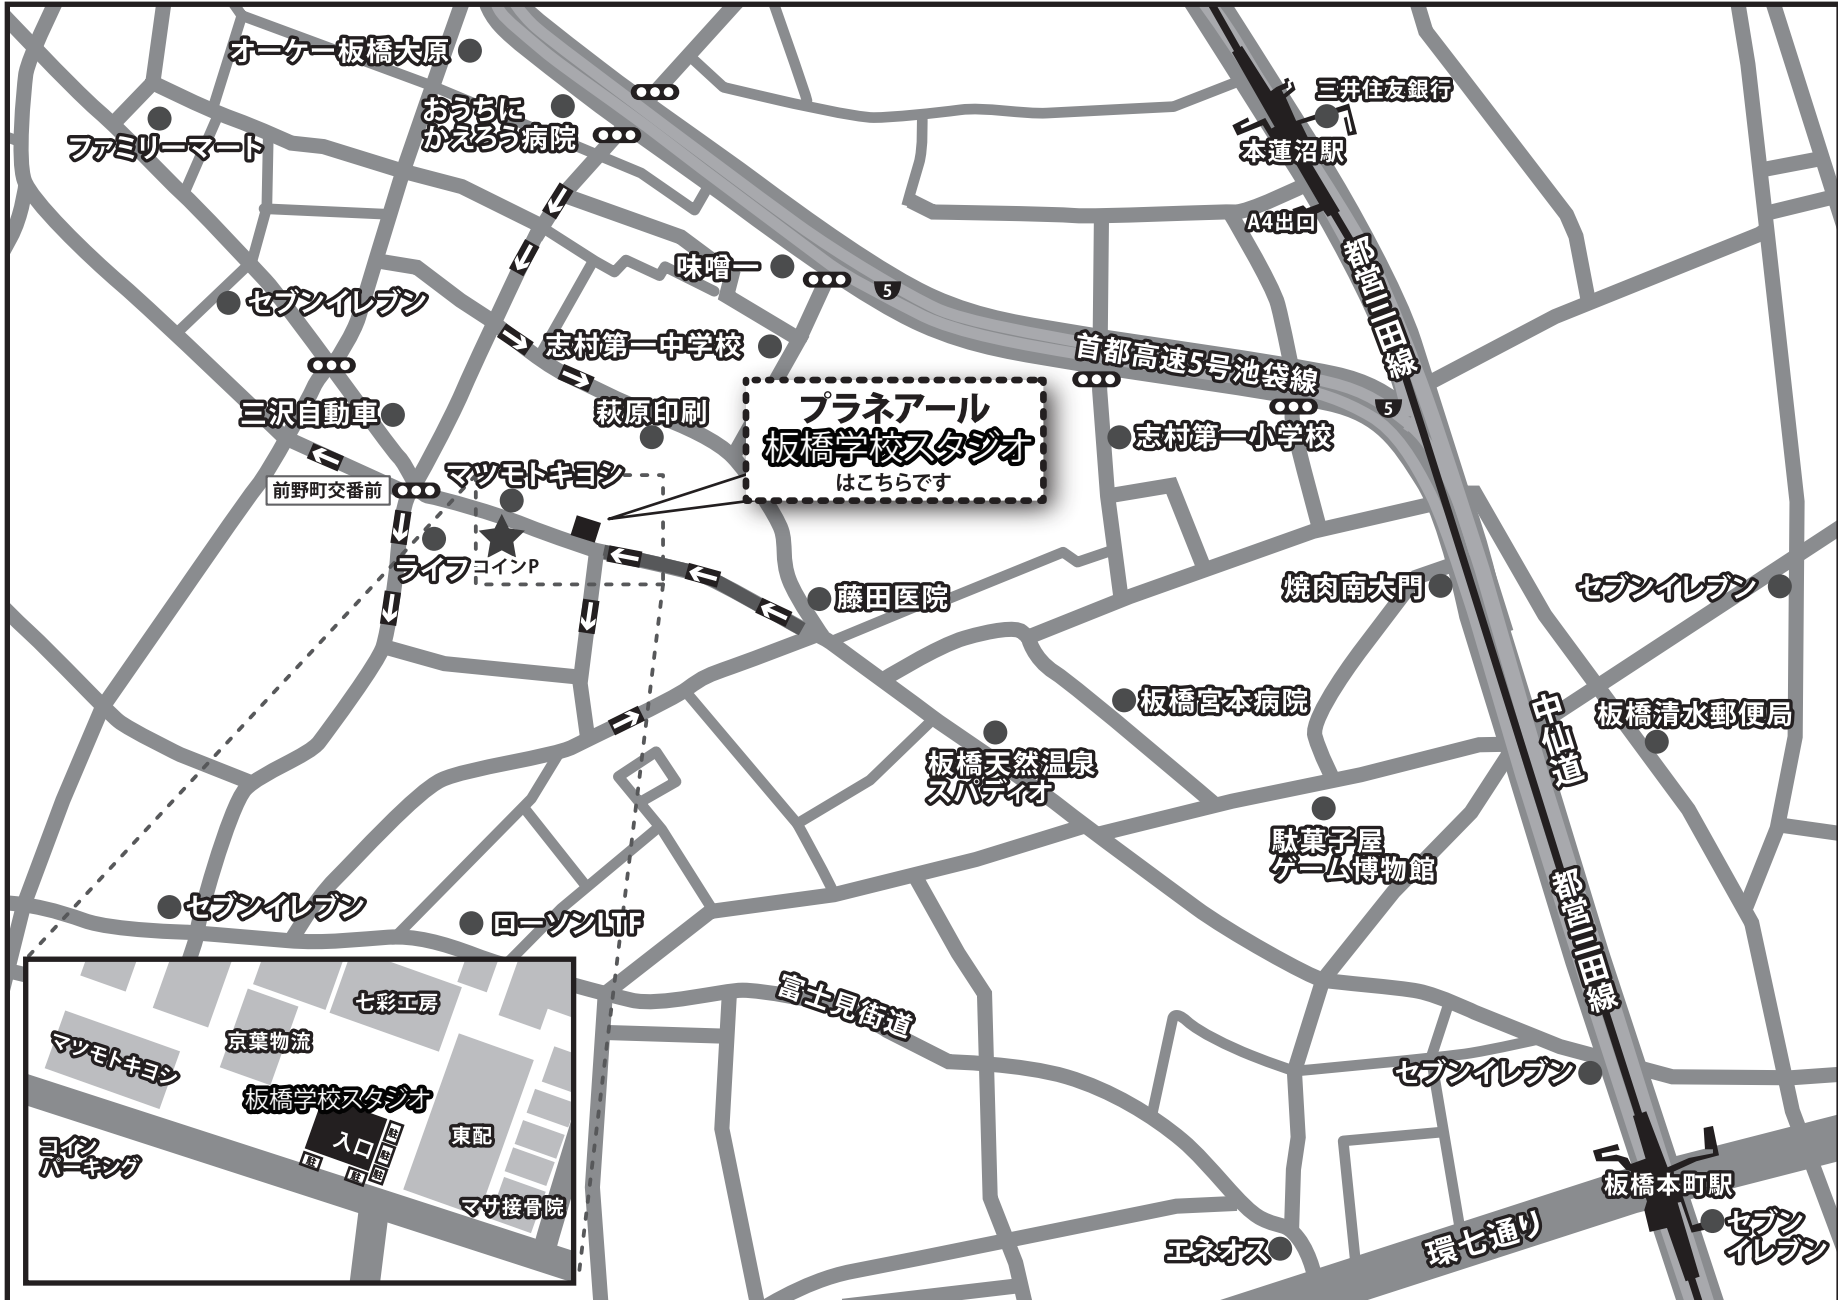 オーケー板橋大原
三井住友銀行
おうちに
かえろう病院
ファミリーマート
本蓮沼駅
A4出口
都営三田線
味噌一
5
セブンイレブン
志村第一中学校
首都高速5号池袋線
プラネアール
板橋学校スタジオ
はこちらです
三沢自動車
萩原印刷
5
志村第一小学校
マツモトキヨシ
前野町交番前
ライフ
コインP
藤田医院
焼肉南大門
セブンイレブン
板橋宮本病院
中仙道
板橋清水郵便局
板橋天然温泉
スパディオ
駄菓子屋
ゲーム博物館
都営三田線
セブンイレブン
ローソンLTF
富士見街道
七彩工房
京葉物流
マツモトキヨシ
板橋学校スタジオ
入口
駐
駐
駐
駐
駐
東配
コイン
パーキング
マサ接骨院
セブンイレブン
板橋本町駅
環七通り
エネオス
セブン
イレブン